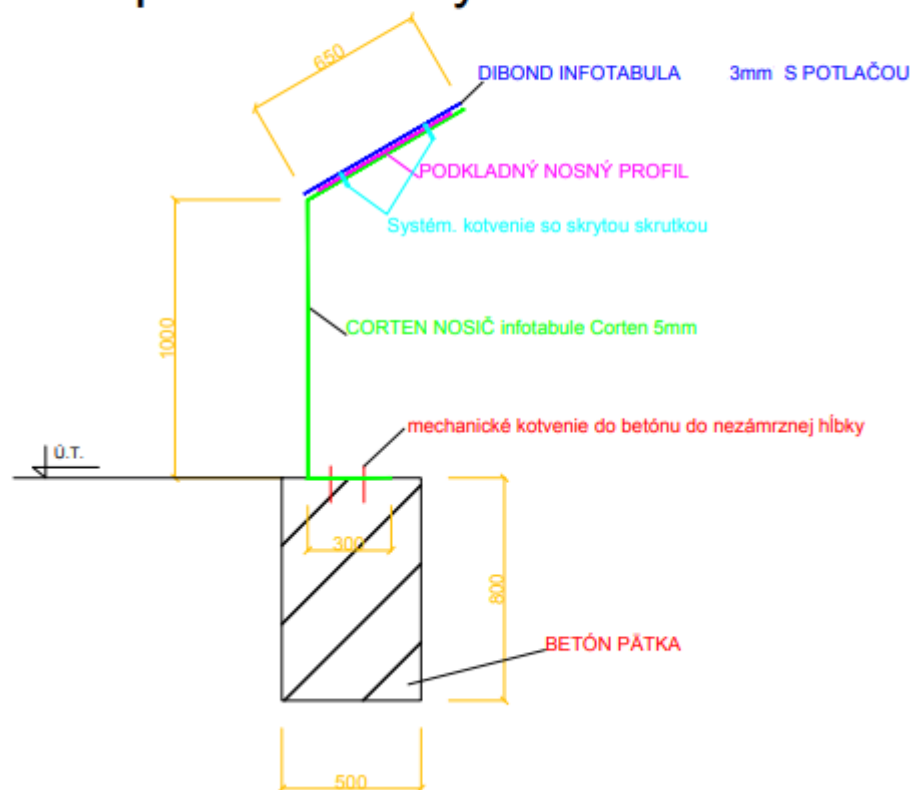 650
DIBOND INFOTABULA 3mm S POTLAČOU
PODKLADNÝ NOSNÝ PROFIL
Systém. kotvenie so skrytou skrutkou
1000
CORTEN NOSIČ infotabule Corten 5mm
mechanické kotvenie do betónu do nezámrznej hĺbky
Ú.T.
300
800
BETÓN PÄTKA
500